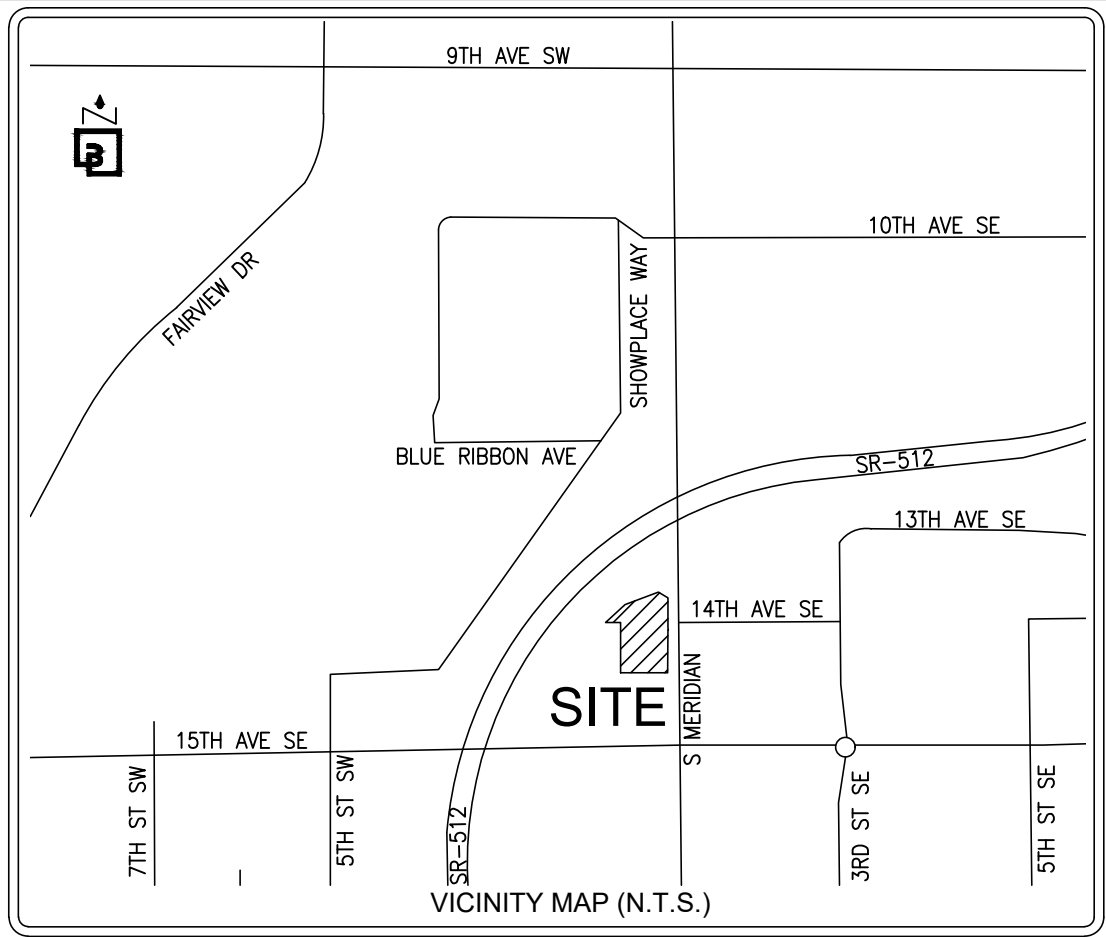 9TH AVE SW
Z
B
10TH AVE SE
FAIRVIEW DR
SHOWPLACE WAY
BLUE RIBBON AVE
SR-512
13TH AVE SE
14TH AVE SE
SITE
S MERIDIAN
15TH AVE SE
7TH ST SW
5TH ST SW
SR-512
3RD ST SE
5TH ST SE
VICINITY MAP (N.T.S.)